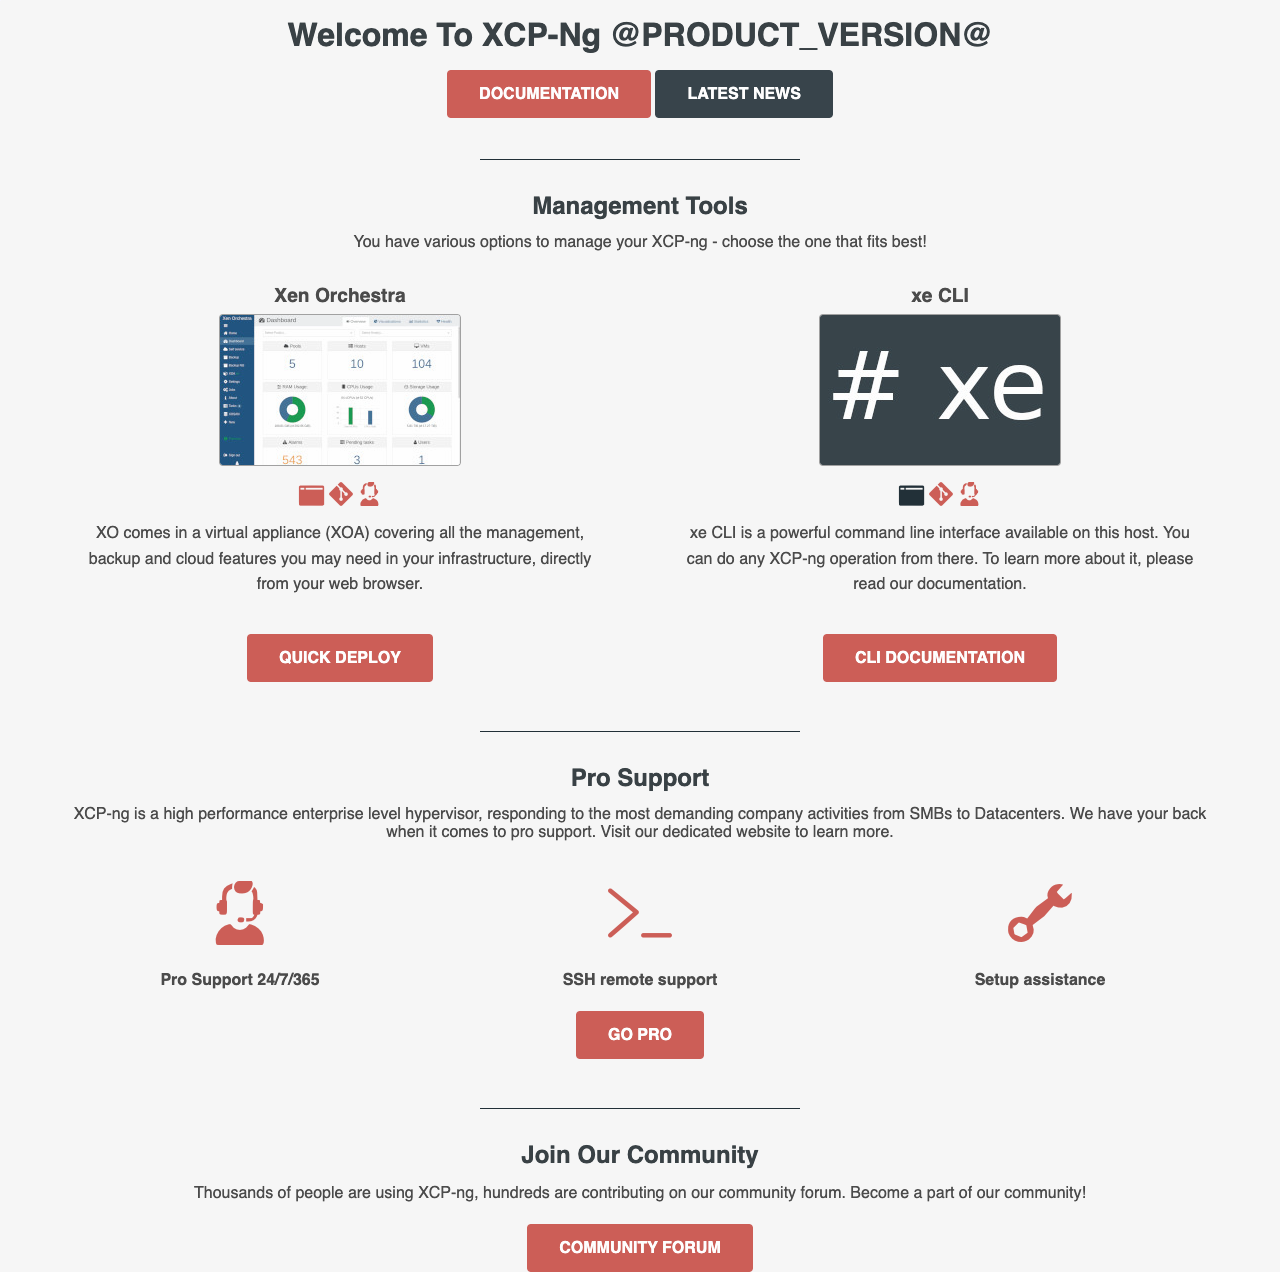 Welcome To XCP-Ng @PRODUCT_VERSION@
DOCUMENTATION
LATEST NEWS
Management Tools
You have various options to manage your XCP-ng - choose the one that fits best!
Xen Orchestra
Xen Orchestra
Dashboard
Pools
Hosts
VMs
5
10
104
RAM Usage
CPUs Usage
Storage Usage
Alarms
Pending tasks
Users
543
3
1
XO comes in a virtual appliance (XOA) covering all the management,
backup and cloud features you may need in your infrastructure, directly
from your web browser.
QUICK DEPLOY
xe CLI
# xe
xe CLI is a powerful command line interface available on this host. You
can do any XCP-ng operation from there. To learn more about it, please
read our documentation.
CLI DOCUMENTATION
Pro Support
XCP-ng is a high performance enterprise level hypervisor, responding to the most demanding company activities from SMBs to Datacenters. We have your back
when it comes to pro support. Visit our dedicated website to learn more.
Pro Support 24/7/365
SSH remote support
Setup assistance
GO PRO
Join Our Community
Thousands of people are using XCP-ng, hundreds are contributing on our community forum. Become a part of our community!
COMMUNITY FORUM